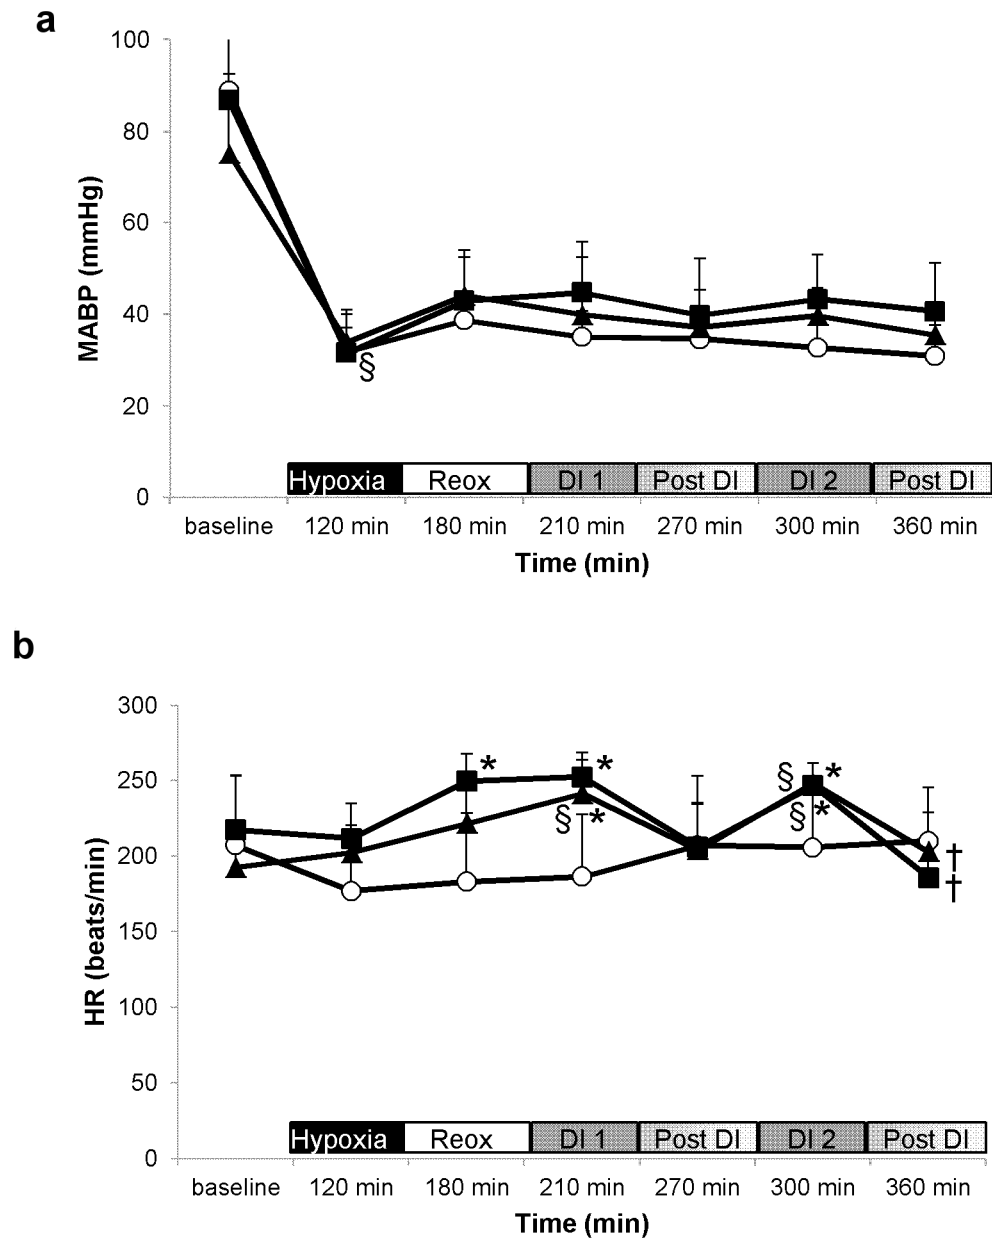 a
100
80
60
40
20
0
MABP (mmHg)
§
Hypoxia Reox DI 1 Post DI DI 2 Post DI
baseline 120 min 180 min 210 min 270 min 300 min 360 min
Time (min)
b
300
250
200
150
100
50
0
HR (beats/min)
* * § *
§ * § *
†
†
Hypoxia Reox DI 1 Post DI DI 2 Post DI
baseline 120 min 180 min 210 min 270 min 300 min 360 min
Time (min)